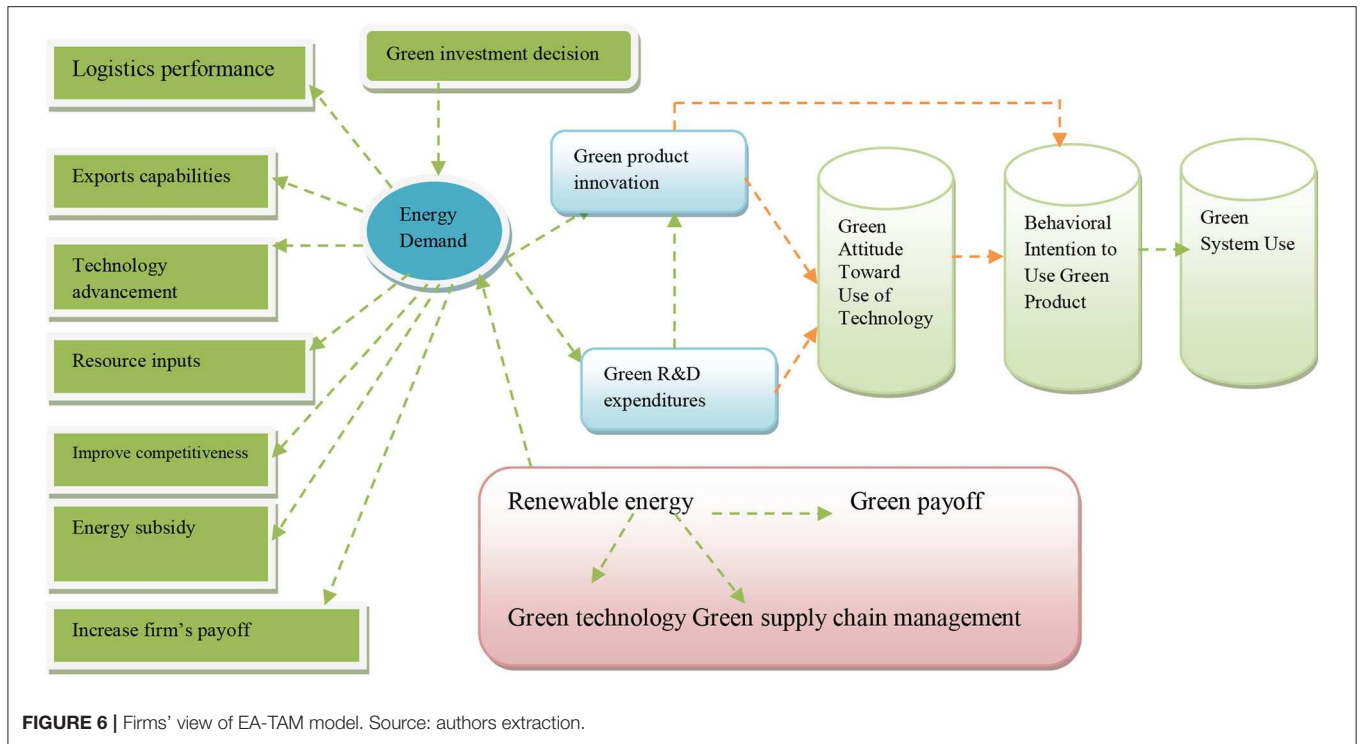 Logistics performance
Green investment decision
Exports capabilities
Technology
advancement
Resource inputs
Improve competitiveness
Energy subsidy
Increase firm's payoff
Energy
Demand
Green product
innovation
Green R&D
expenditures
Green
Attitude
Toward
Use of
Technology
Behavioral
Intention to
Use Green
Product
Green
System Use
Renewable energy
Green payoff
Green technology Green supply chain management
FIGURE 6 | Firms' view of EA-TAM model. Source: authors extraction.